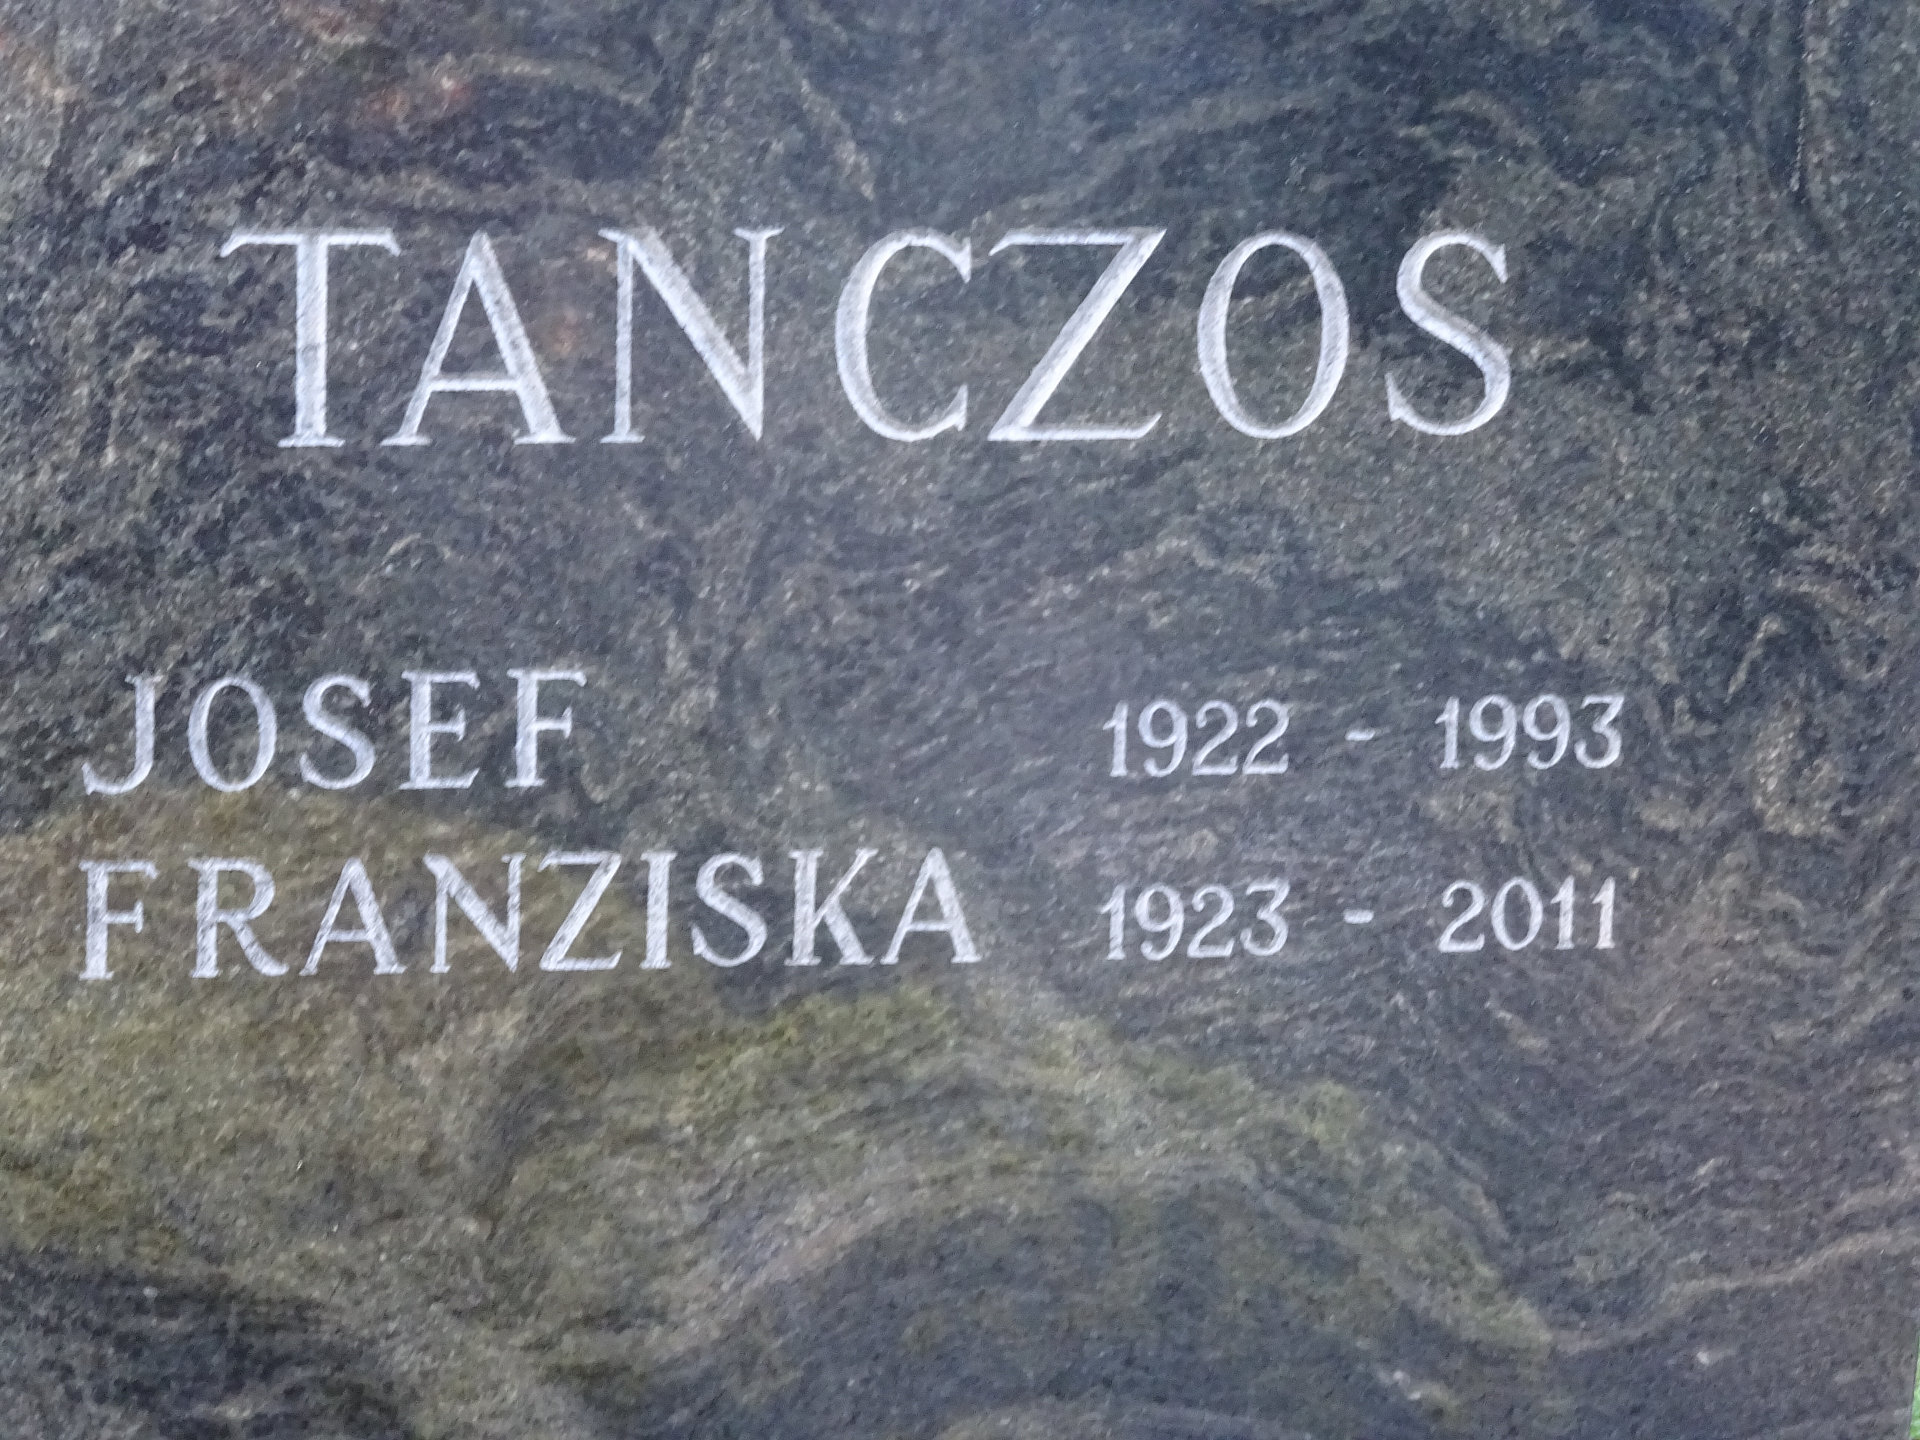 TANCZOS
JOSEF 1922 - 1993
FRANZISKA 1923 - 2011